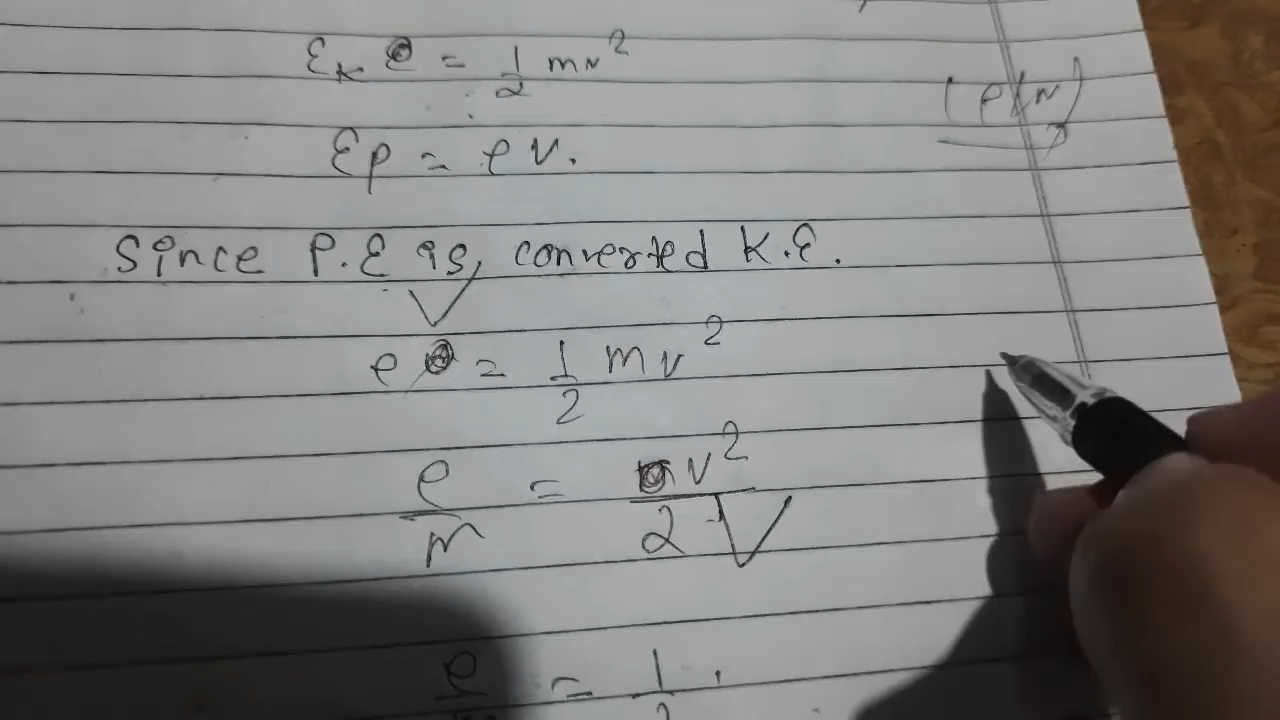 Ek = 1/2 mv²
(e/v)
Ep = eV.
Since P.E is, converted K.E.
eV = 1/2 mv²
e/m = v²/2V
e = 1/2